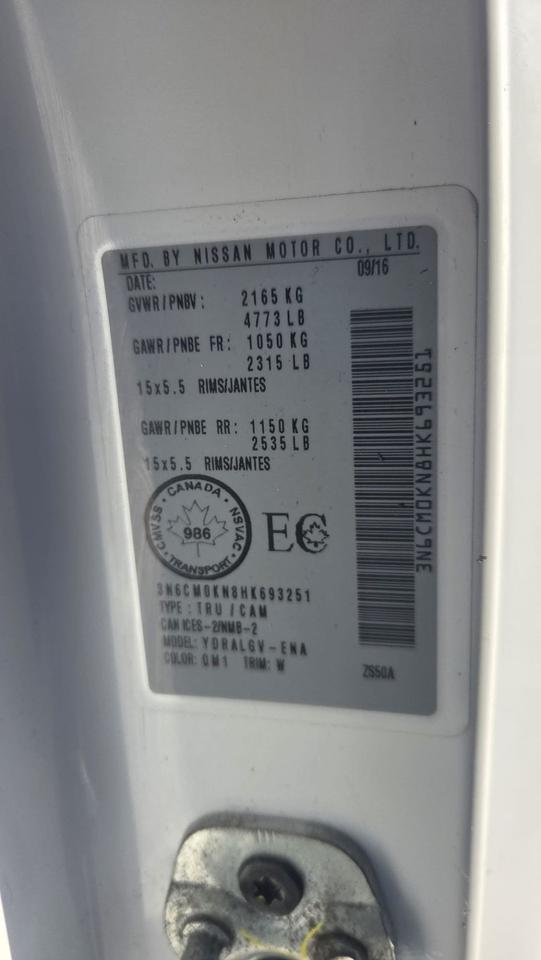 MFD. BY NISSAN MOTOR CO., LTD.
DATE: 09/16
GVWR/PNBV: 2165 KG
4773 LB
GAWR/PNBE FR: 1050 KG
2315 LB
15x5.5 RIMS/JANTES
GAWR/PNBE RR: 1150 KG
2535 LB
15x5.5 RIMS/JANTES
CANADA
CMVSS NSVAC
986
TRANSPORT
EC
3N6CM0KN8HK693251
TYPE: TRU/CAM
CAN ICES-2/NMB-2
MODEL: YDRALGV-ENA
COLOR: QM1 TRIM: W
ZS50A
3N6CM0KN8HK693251